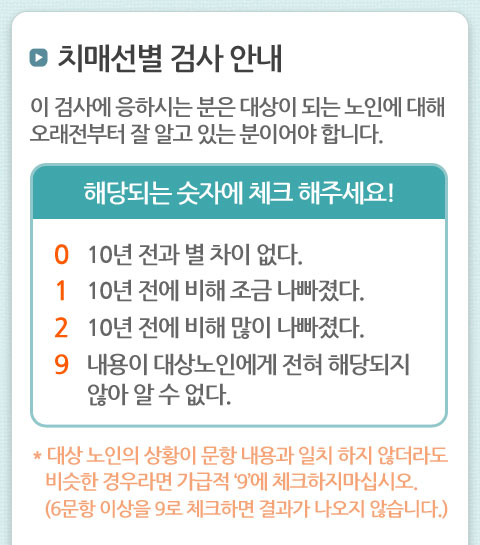 치매선별 검사 안내
이 검사에 응하시는 분은 대상이 되는 노인에 대해
오래전부터 잘 알고 있는 분이어야 합니다.
해당되는 숫자에 체크 해주세요!
0 10년 전과 별 차이 없다.
1 10년 전에 비해 조금 나빠졌다.
2 10년 전에 비해 많이 나빠졌다.
9 내용이 대상노인에게 전혀 해당되지
않아 알 수 없다.
* 대상 노인의 상황이 문항 내용과 일치 하지 않더라도
비슷한 경우라면 가급적 '9'에 체크하지마십시오.
(6문항 이상을 9로 체크하면 결과가 나오지 않습니다.)